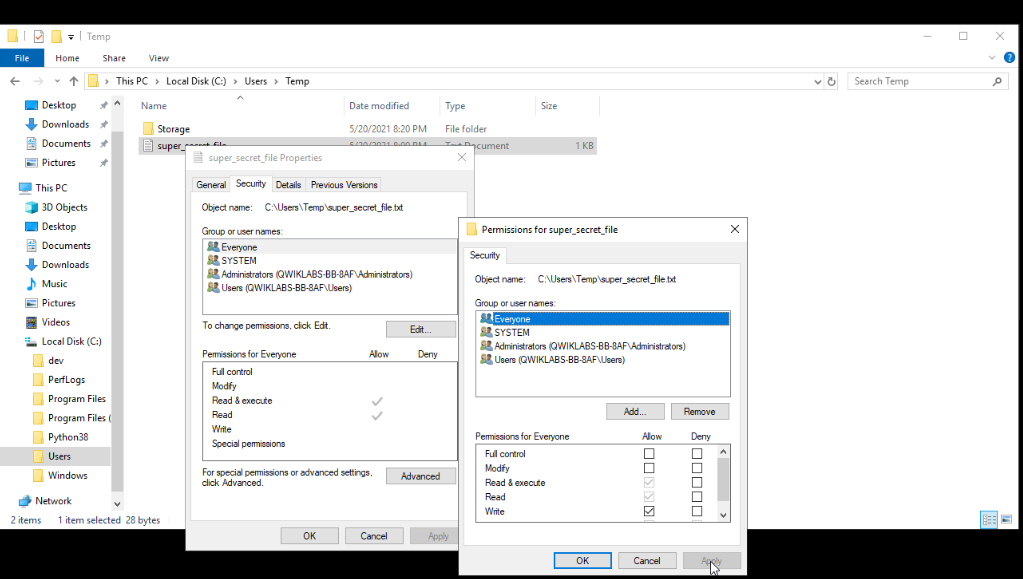 Temp
File Home Share View
This PC > Local Disk (C:) > Users > Temp
Search Temp
Name Date modified Type Size
Storage 5/20/2021 8:20 PM File folder
super_secret_file 5/20/2021 8:00 PM Text Document 1 KB
Desktop
Downloads
Documents
Pictures
This PC
3D Objects
Desktop
Documents
Downloads
Music
Pictures
Videos
Local Disk (C:)
dev
PerfLogs
Program Files
Program Files (
Python38
Users
Windows
Network
2 items 1 item selected 28 bytes
super_secret_file Properties
General Security Details Previous Versions
Object name: C:\Users\Temp\super_secret_file.txt
Group or user names:
Everyone
SYSTEM
Administrators (QWIKLABS-BB-8AF\Administrators)
Users (QWIKLABS-BB-8AF\Users)
To change permissions, click Edit.
Edit...
Permissions for Everyone Allow Deny
Full control
Modify
Read & execute
Read
Write
Special permissions
For special permissions or advanced settings,
click Advanced.
Advanced
OK Cancel Apply
Permissions for super_secret_file
Security
Object name: C:\Users\Temp\super_secret_file.txt
Group or user names:
Everyone
SYSTEM
Administrators (QWIKLABS-BB-8AF\Administrators)
Users (QWIKLABS-BB-8AF\Users)
Add... Remove
Permissions for Everyone Allow Deny
Full control
Modify
Read & execute
Read
Write
OK Cancel Apply